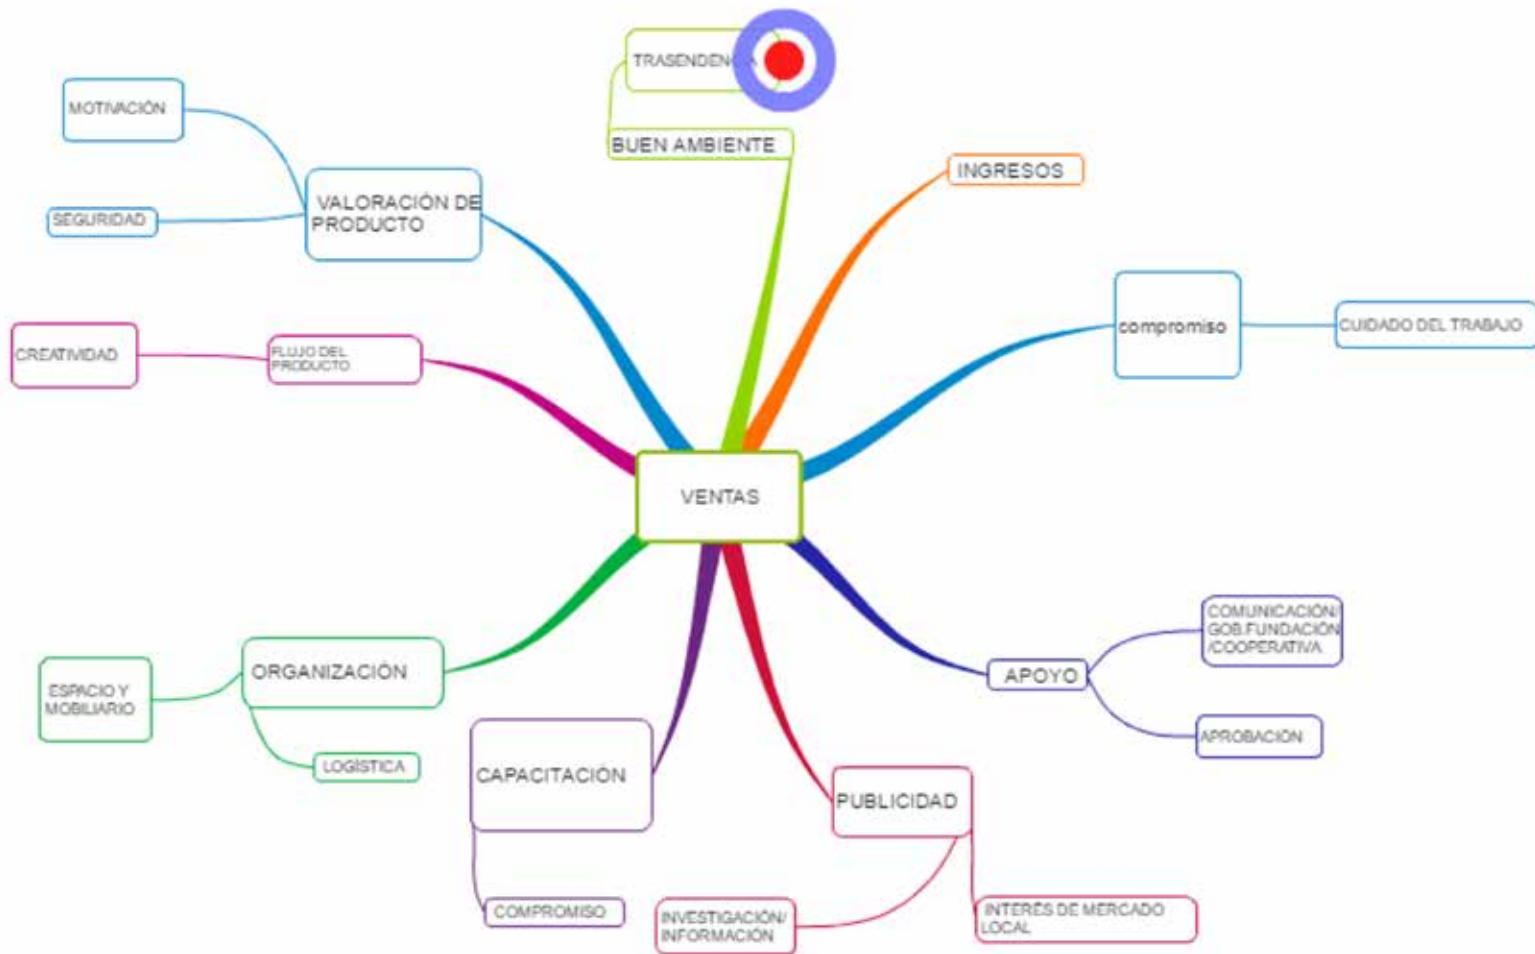 TRASENDENCIA
BUEN AMBIENTE
INGRESOS
compromiso
CUIDADO DEL TRABAJO
MOTIVACIÓN
SEGURIDAD
VALORACIÓN DE
PRODUCTO
CREATIVIDAD
FLUJO DEL
PRODUCTO
VENTAS
ORGANIZACIÓN
ESPACIO Y
MOBILIARIO
LOGÍSTICA
CAPACITACIÓN
COMPROMISO
PUBLICIDAD
INVESTIGACIÓN/
INFORMACIÓN
INTERÉS DE MERCADO
LOCAL
APOYO
COMUNICACIÓN/
GOB.FUNDACIÓN
/COOPERATIVA
APROBACIÓN